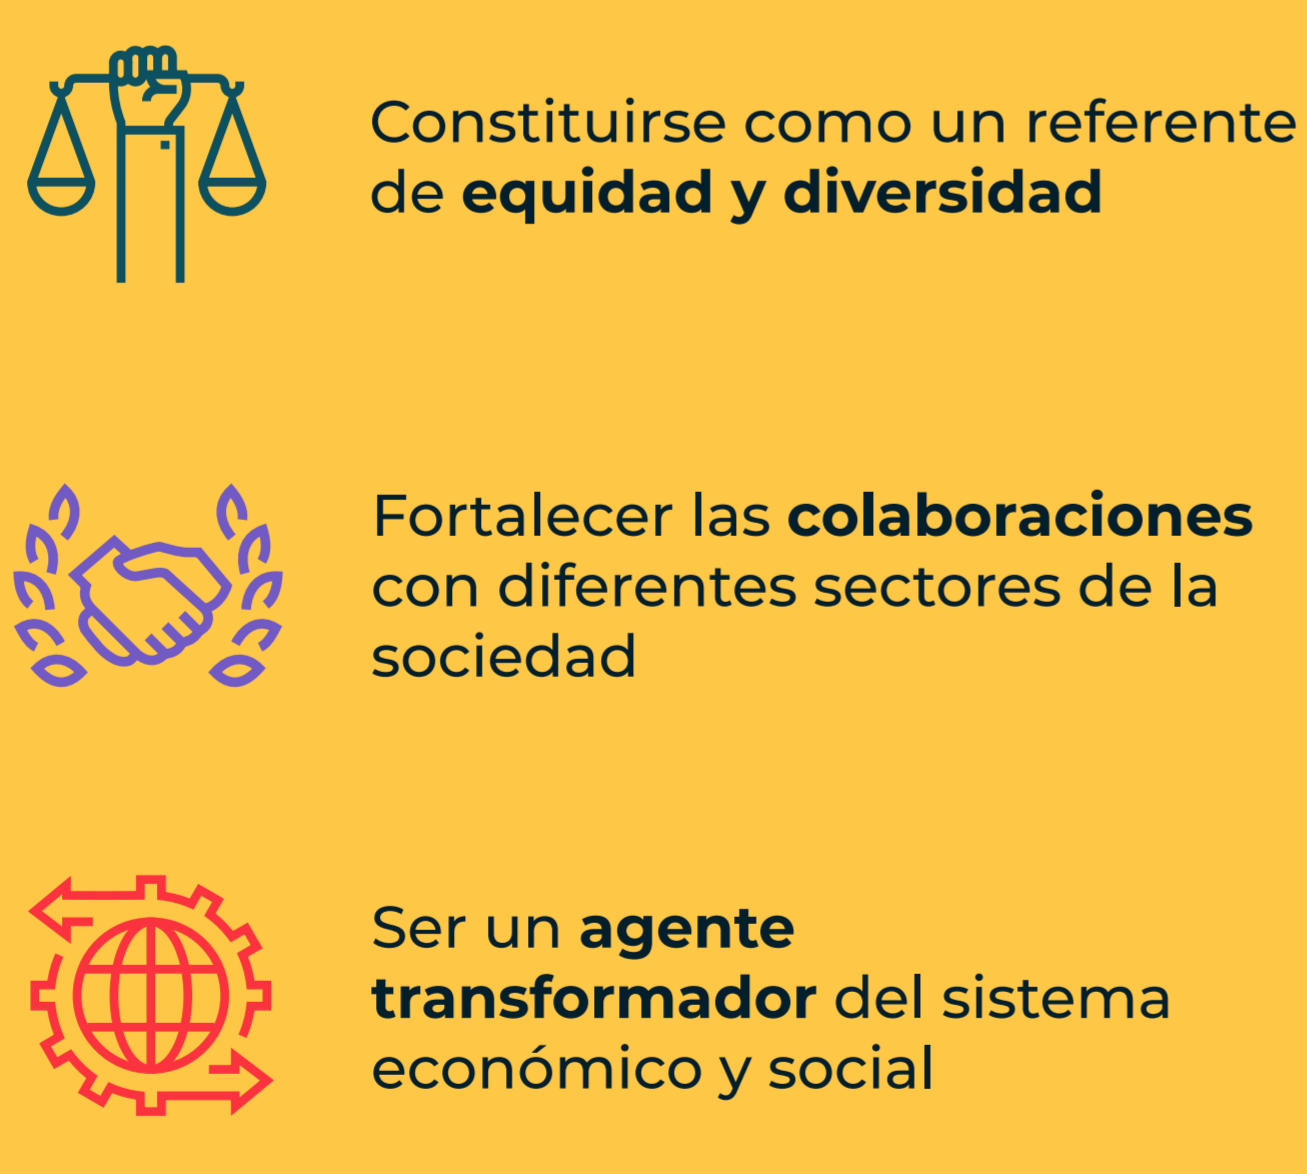 Constituirse como un referente
de equidad y diversidad
Fortalecer las colaboraciones
con diferentes sectores de la
sociedad
Ser un agente
transformador del sistema
económico y social